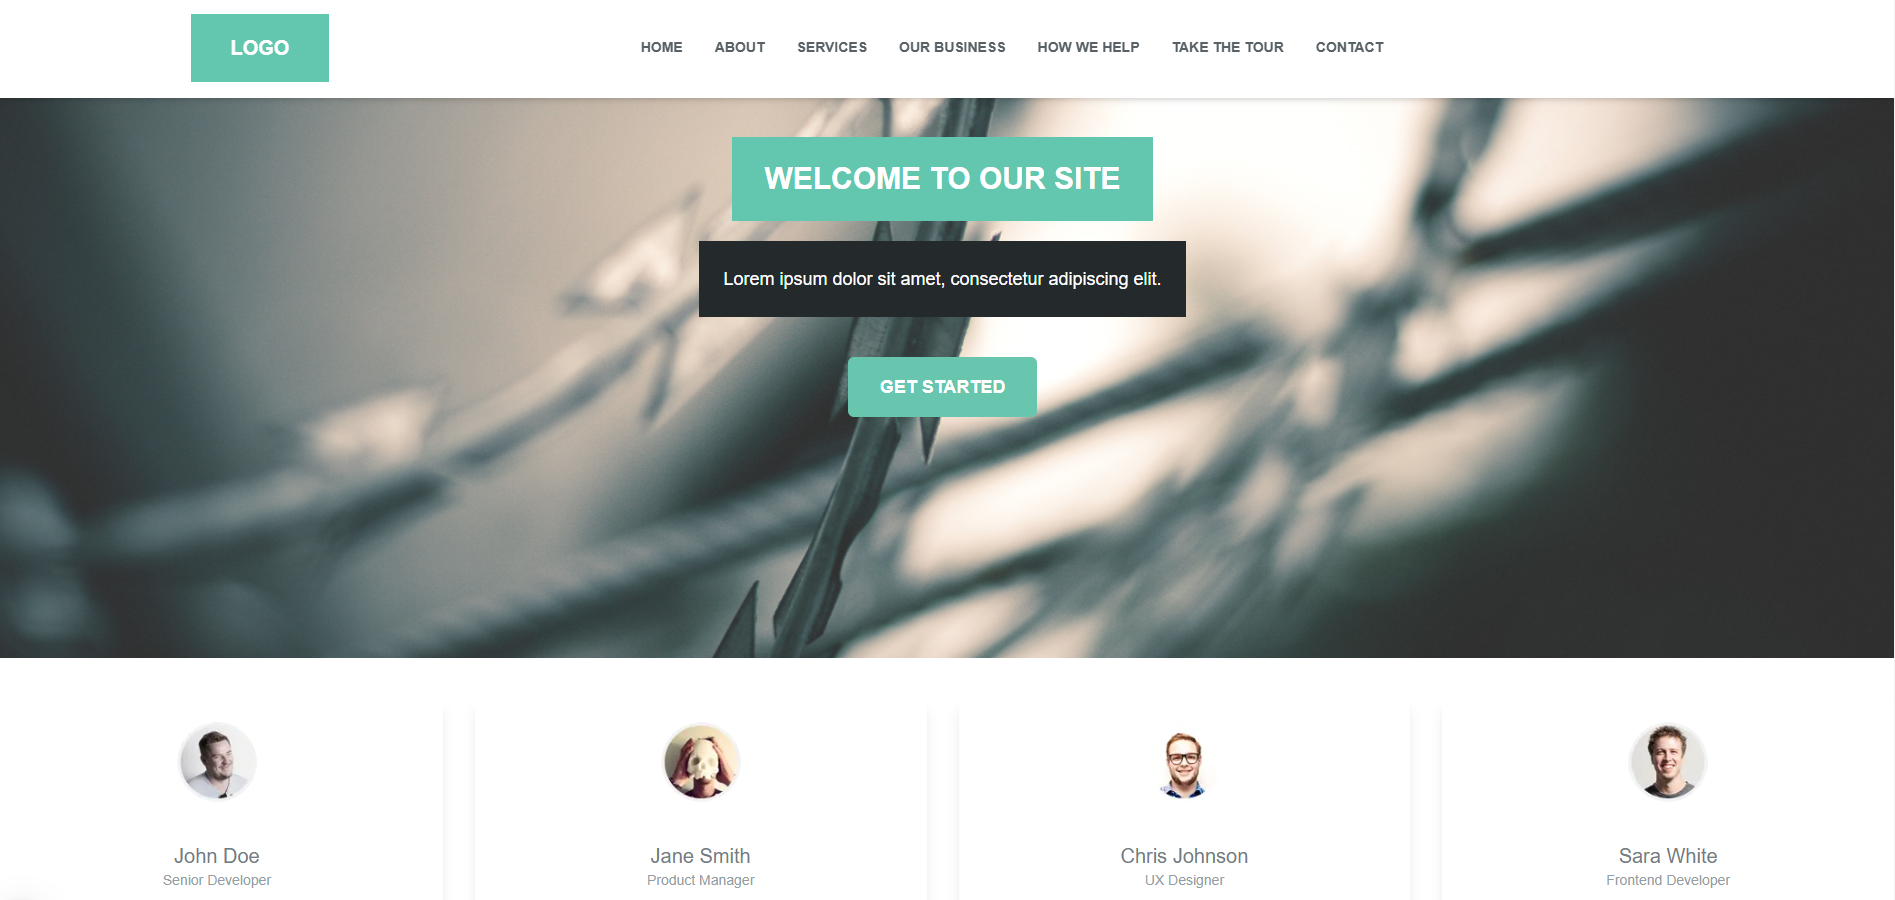 LOGO
HOME ABOUT SERVICES OUR BUSINESS HOW WE HELP TAKE THE TOUR CONTACT
WELCOME TO OUR SITE
Lorem ipsum dolor sit amet, consectetur adipiscing elit.
GET STARTED
John Doe
Senior Developer
Jane Smith
Product Manager
Chris Johnson
UX Designer
Sara White
Frontend Developer